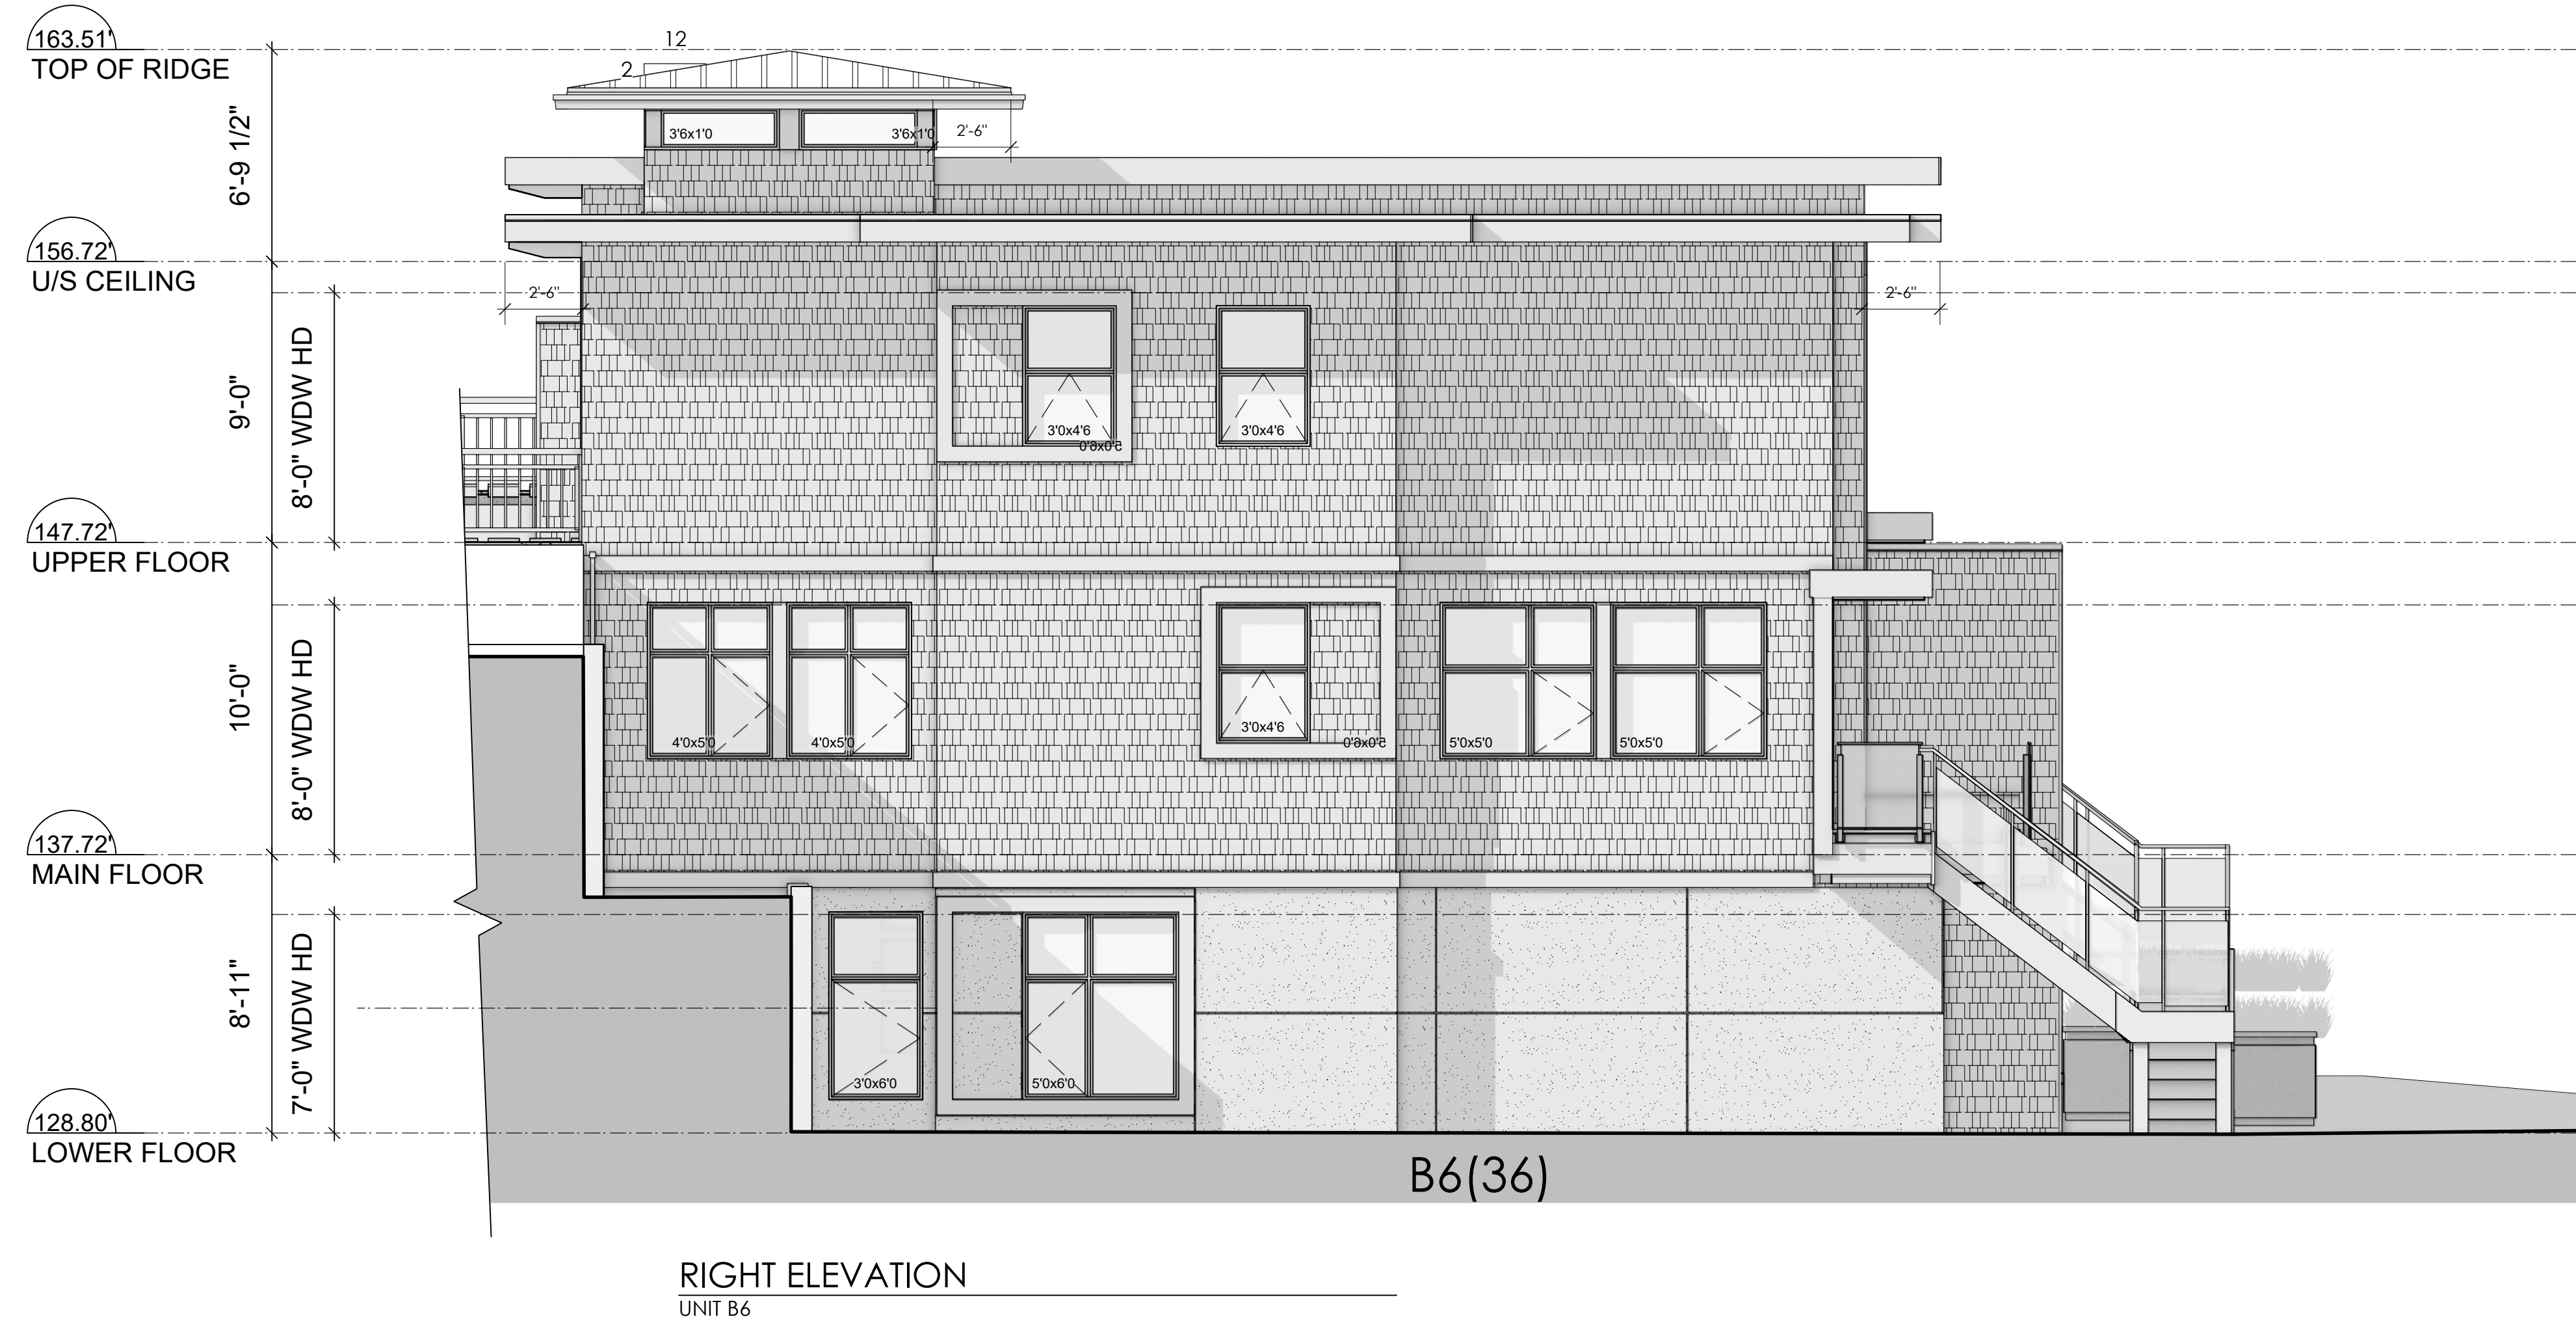 163.51'
TOP OF RIDGE
12
2
6'-9 1/2"
3'6x1'0
3'6x1'0
2'-6"
156.72'
U/S CEILING
2'-6"
2'-6"
9'-0"
8'-0" WDW HD
3'0x4'6
3'0x4'6
147.72'
UPPER FLOOR
10'-0"
8'-0" WDW HD
4'0x5'0
4'0x5'0
3'0x4'6
5'0x5'0
5'0x5'0
137.72'
MAIN FLOOR
8'-11"
7'-0" WDW HD
3'0x6'0
5'0x6'0
128.80'
LOWER FLOOR
B6(36)
RIGHT ELEVATION
UNIT B6